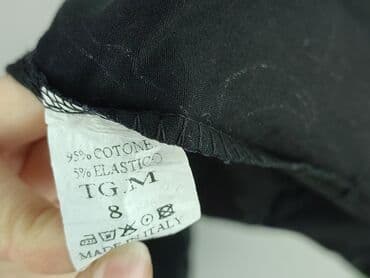 95% COTONE
5% ELASTICO
TG.M
8
MADE IN ITALY